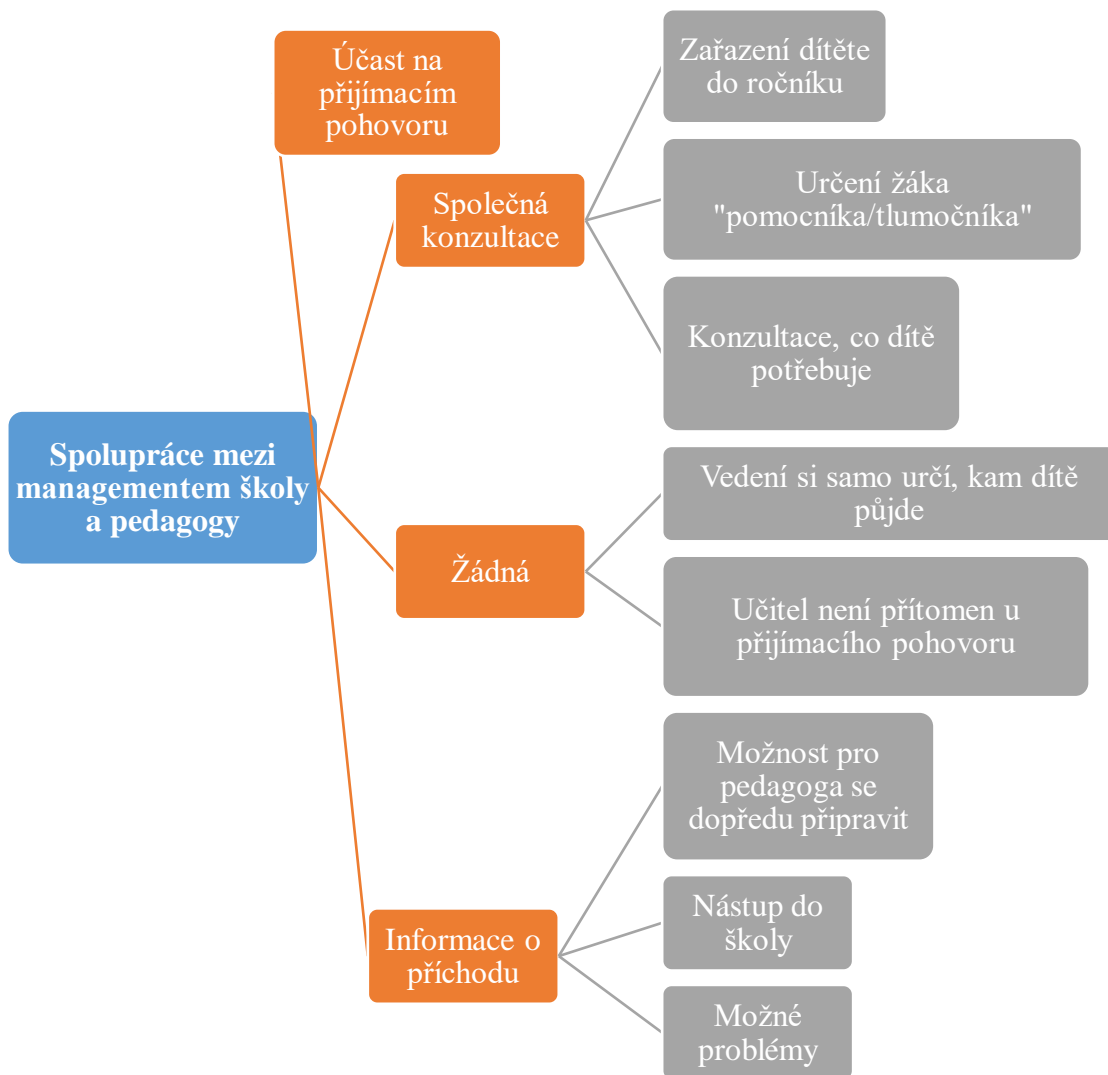 Účast na
přijímacím
pohovoru
Zařazení dítěte
do ročníku
Společná
konzultace
Určení žáka
"pomocníka/tlumočníka"
Konzultace, co dítě
potřebuje
Spolupráce mezi
managementem školy
a pedagogy
Žádná
Vedení si samo určí, kam dítě
půjde
Učitel není přítomen u
přijímacího pohovoru
Informace o
příchodu
Možnost pro
pedagoga se
dopředu připravit
Nástup do
školy
Možné
problémy